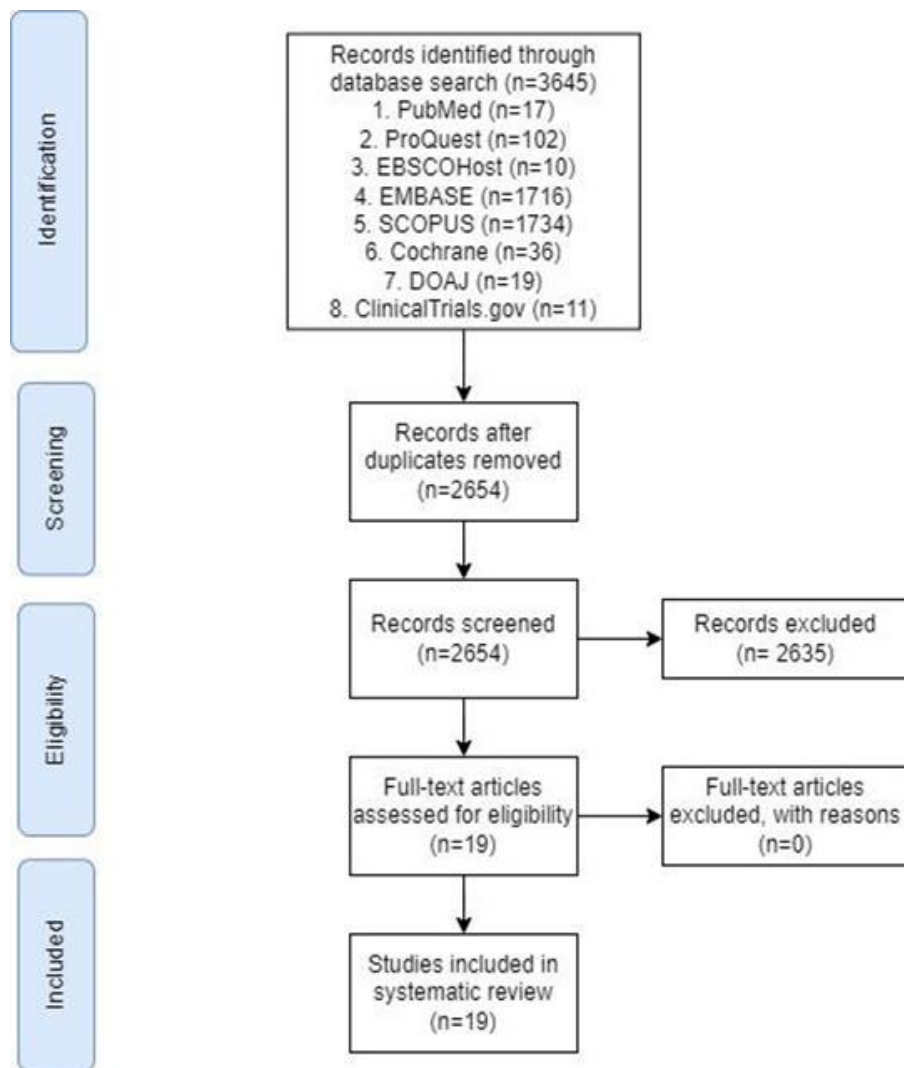 Identification
Records identified through
database search (n=3645)
1. PubMed (n=17)
2. ProQuest (n=102)
3. EBSCOHost (n=10)
4. EMBASE (n=1716)
5. SCOPUS (n=1734)
6. Cochrane (n=36)
7. DOAJ (n=19)
8. ClinicalTrials.gov (n=11)
Screening
Records after
duplicates removed
(n=2654)
Eligibility
Records screened
(n=2654)
Records excluded
(n= 2635)
Full-text articles
assessed for eligibility
(n=19)
Full-text articles
excluded, with reasons
(n=0)
Included
Studies included in
systematic review
(n=19)